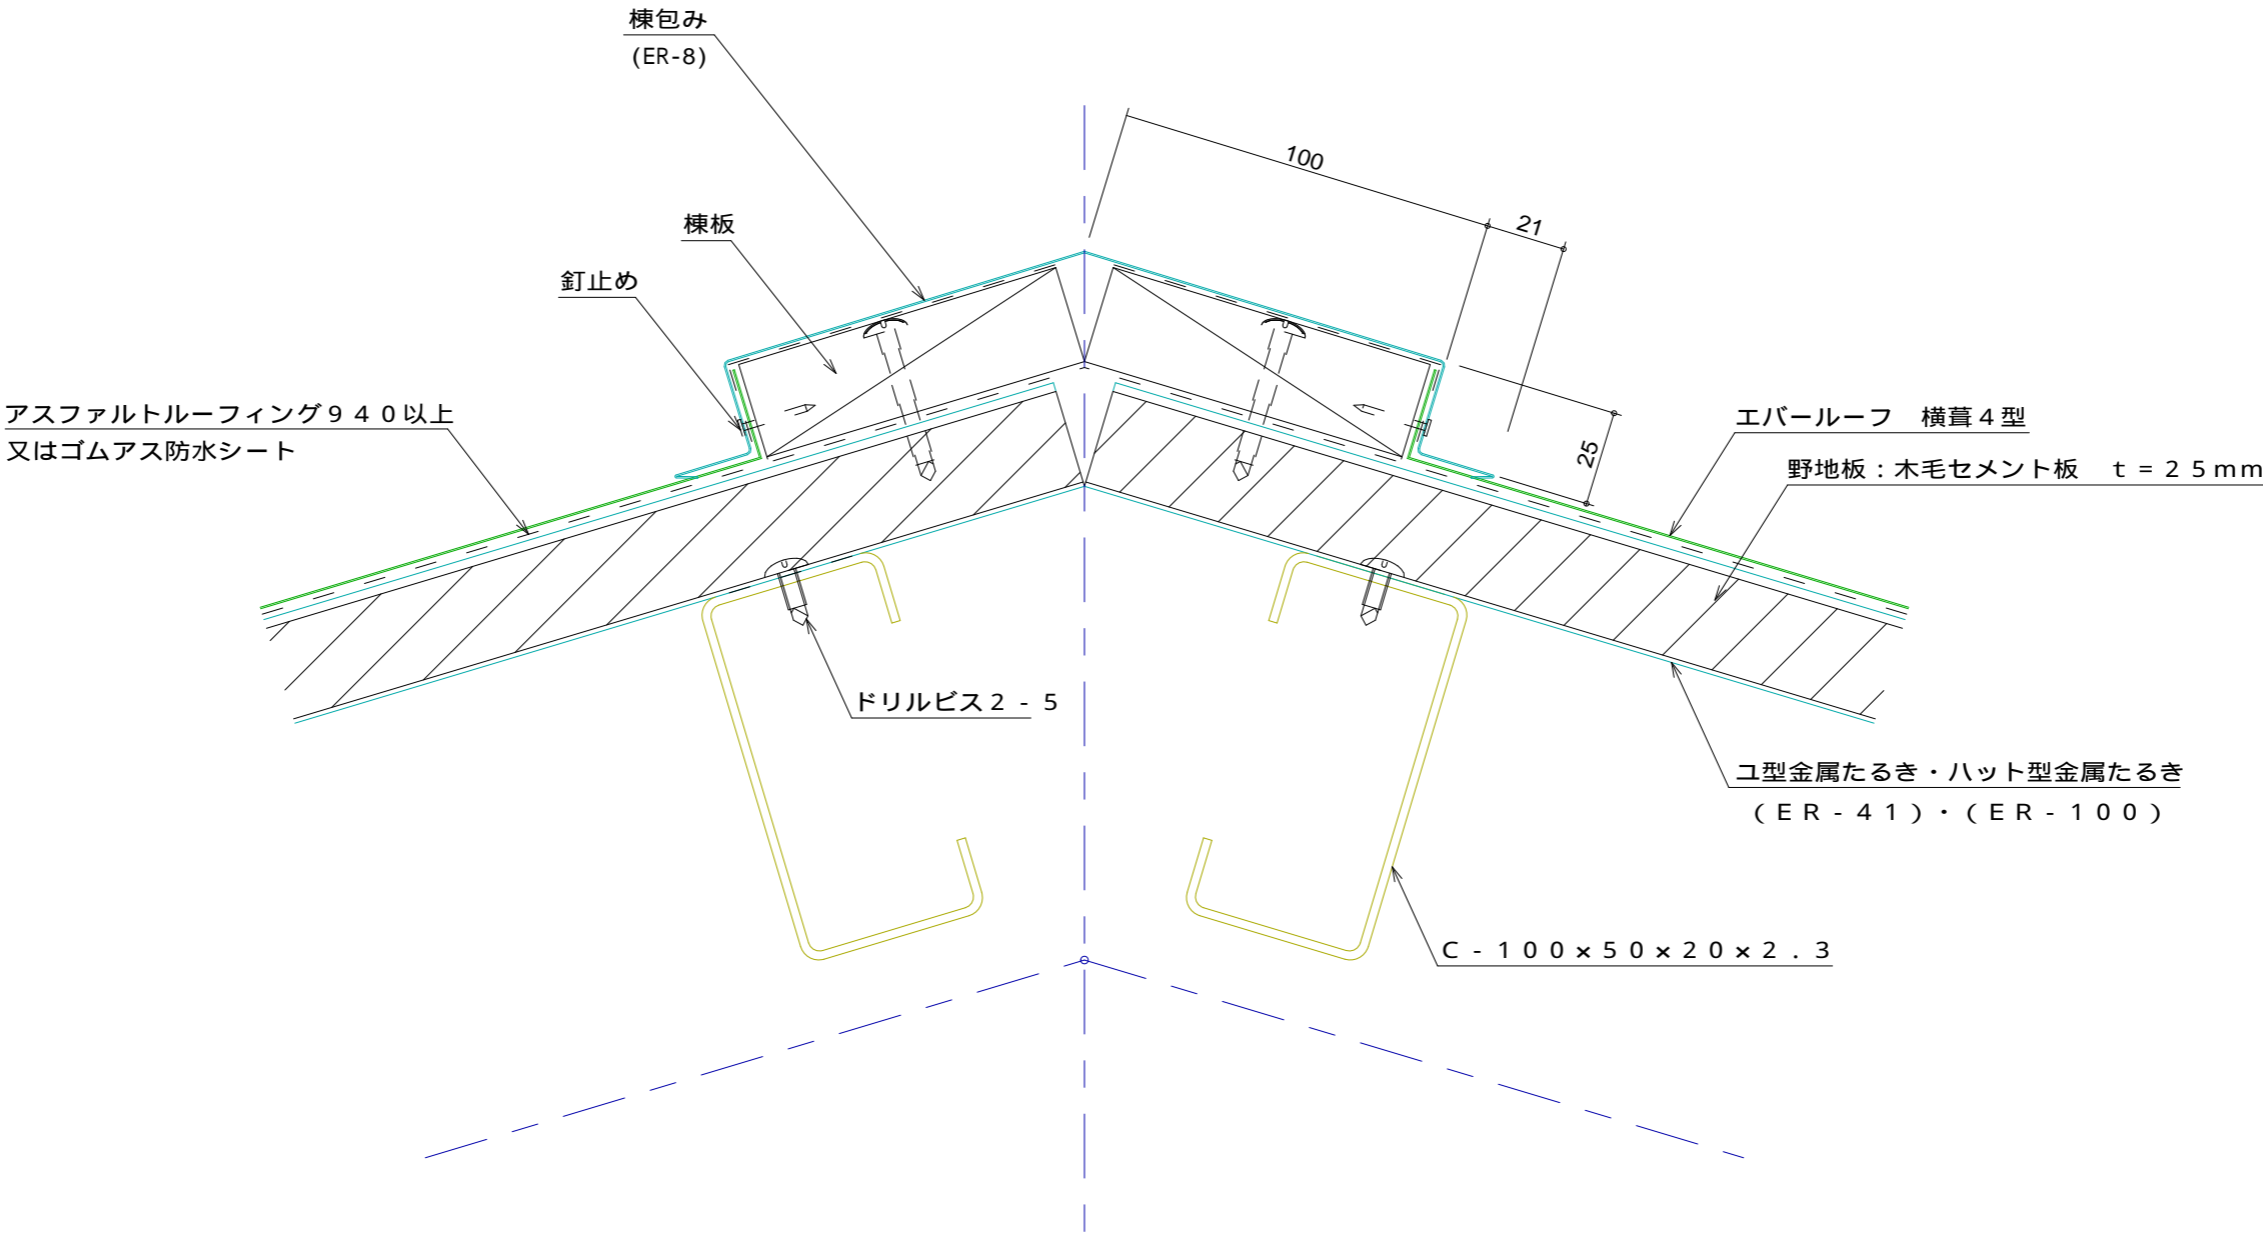 棟包み
(ER-8)
100
21
棟板
釘止め
アスファルトルーフィング９４０以上
又はゴムアス防水シート
エバールーフ　横葺４型
25
野地板：木毛セメント板　ｔ＝２５ｍｍ
ドリルビス２－５
ユ型金属たるき・ハット型金属たるき
（ＥＲ－４１）・（ＥＲ－１００）
Ｃ－１００×５０×２０×２．３